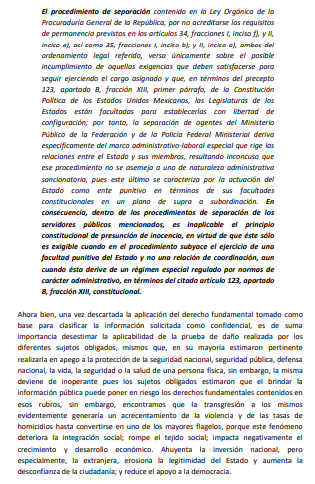 El procedimiento de separación contenido en la Ley Orgánica de la
Procuraduría General de la República, por no acreditarse los requisitos
de permanencia previstos en los artículos 34, fracciones I, inciso f), y II,
inciso e), así como 35, fracciones I, inciso b), y II, inciso a), ambos del
ordenamiento legal referido, versa únicamente sobre el posible
incumplimiento de aquellas exigencias que deben satisfacerse para
seguir ejerciendo el cargo asignado y que, en términos del precepto
123, apartado B, fracción XIII, primer párrafo, de la Constitución
Política de los Estados Unidos Mexicanos, las Legislaturas de los
Estados están facultadas para establecerlas con libertad de
configuración; por tanto, la separación de agentes del Ministerio
Público de la Federación y de la Policía Federal Ministerial deriva
específicamente del marco administrativo-laboral especial que rige las
relaciones entre el Estado y sus miembros, resultando inconcuso que
ese procedimiento no se asemeja a uno de naturaleza administrativa
sancionatoria, pues este último se caracteriza por la actuación del
Estado como ente punitivo en términos de sus facultades
constitucionales en un plano de supra a subordinación. En
consecuencia, dentro de los procedimientos de separación de los
servidores públicos mencionados, es inaplicable el principio
constitucional de presunción de inocencia, en virtud de que éste sólo
es exigible cuando en el procedimiento subyace el ejercicio de una
facultad punitiva del Estado y no una relación de coordinación, aun
cuando ésta derive de un régimen especial regulado por normas de
carácter administrativo, en términos del citado artículo 123, apartado
B, fracción XIII, constitucional.
Ahora bien, una vez descartada la aplicación del derecho fundamental tomado como
base para clasificar la información solicitada como confidencial, es de suma
importancia desestimar la aplicabilidad de la prueba de daño realizada por los
diferentes sujetos obligados, mismos que, en su mayoría estimaron pertinente
realizarla en apego a la protección de la seguridad nacional, seguridad pública, defensa
nacional, la vida, la seguridad o la salud de una persona física, sin embargo, la misma
deviene de inoperante pues los sujetos obligados estimaron que el brindar la
información pública puede poner en riesgo los derechos fundamentales contenidos en
esos rubros, sin embargo, encontramos que la transgresión a los mismos
evidentemente generaría un acrecentamiento de la violencia y de las tasas de
homicidios hasta convertirse en uno de los mayores flagelos, porque este fenómeno
deteriora la integración social; rompe el tejido social; impacta negativamente el
crecimiento y desarrollo económico. Ahuyenta la inversión nacional, pero
especialmente, la extranjera, erosiona la legitimidad del Estado y aumenta la
desconfianza de la ciudadanía; y reduce el apoyo a la democracia.